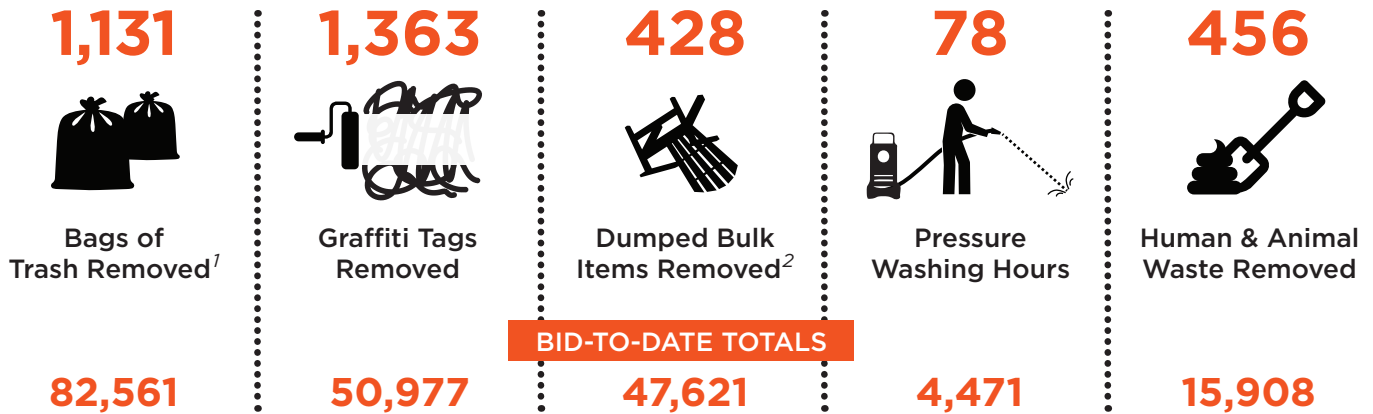 1,131
Bags of
Trash Removed1
1,363
Graffiti Tags
Removed
428
Dumped Bulk
Items Removed2
78
Pressure
Washing Hours
456
Human & Animal
Waste Removed
BID-TO-DATE TOTALS
82,561
50,977
47,621
4,471
15,908